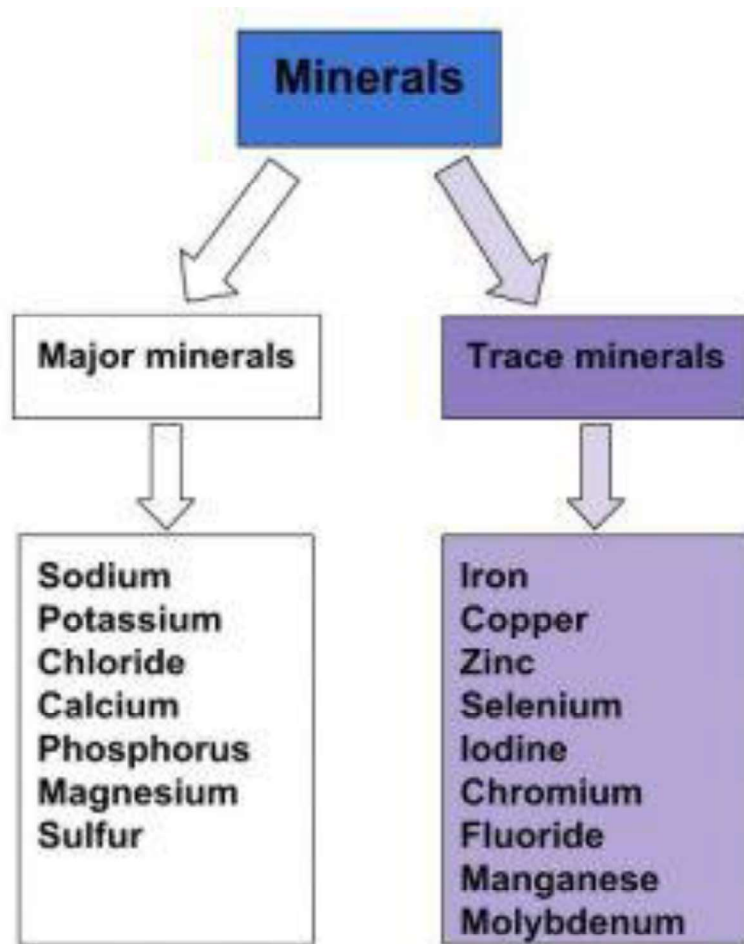 Minerals
Major minerals
Trace minerals
Sodium
Potassium
Chloride
Calcium
Phosphorus
Magnesium
Sulfur
Iron
Copper
Zinc
Selenium
Iodine
Chromium
Fluoride
Manganese
Molybdenum